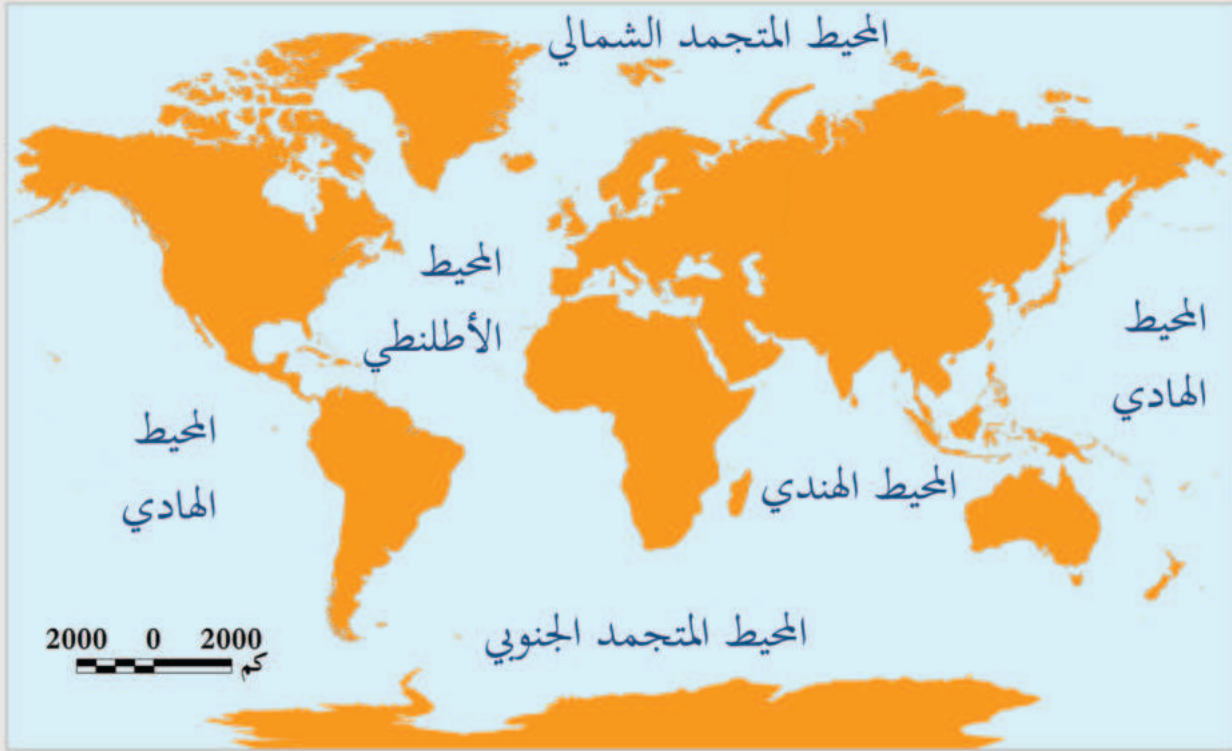 المحيط المتجمد الشمالي
المحيط
الأطلنطي
المحيط
الهادي
المحيط
الهادي
المحيط الهندي
المحيط المتجمد الجنوبي
2000 0 2000
كم